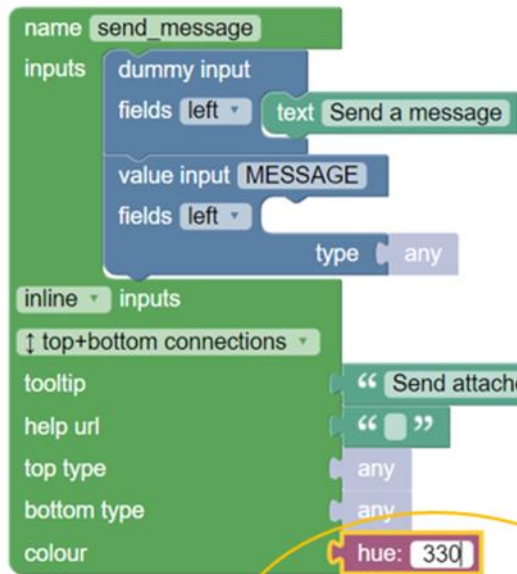 name send_message
inputs dummy input
fields left text Send a message
value input MESSAGE
fields left
type any
inline inputs
↕ top+bottom connections
tooltip “ Send attache
help url “ ”
top type any
bottom type any
colour hue: 330